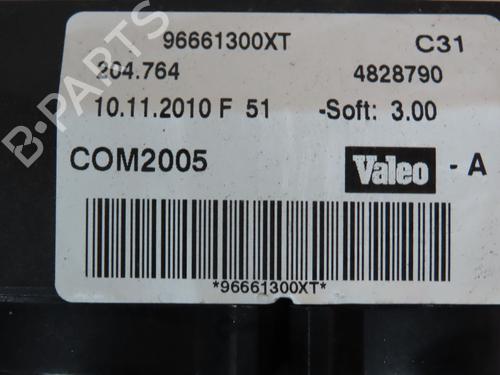 96661300XT C31
204.764 4828790
10.11.2010 F 51 -Soft: 3.00
COM2005 Valeo - A
*96661300XT*
B-PARTS